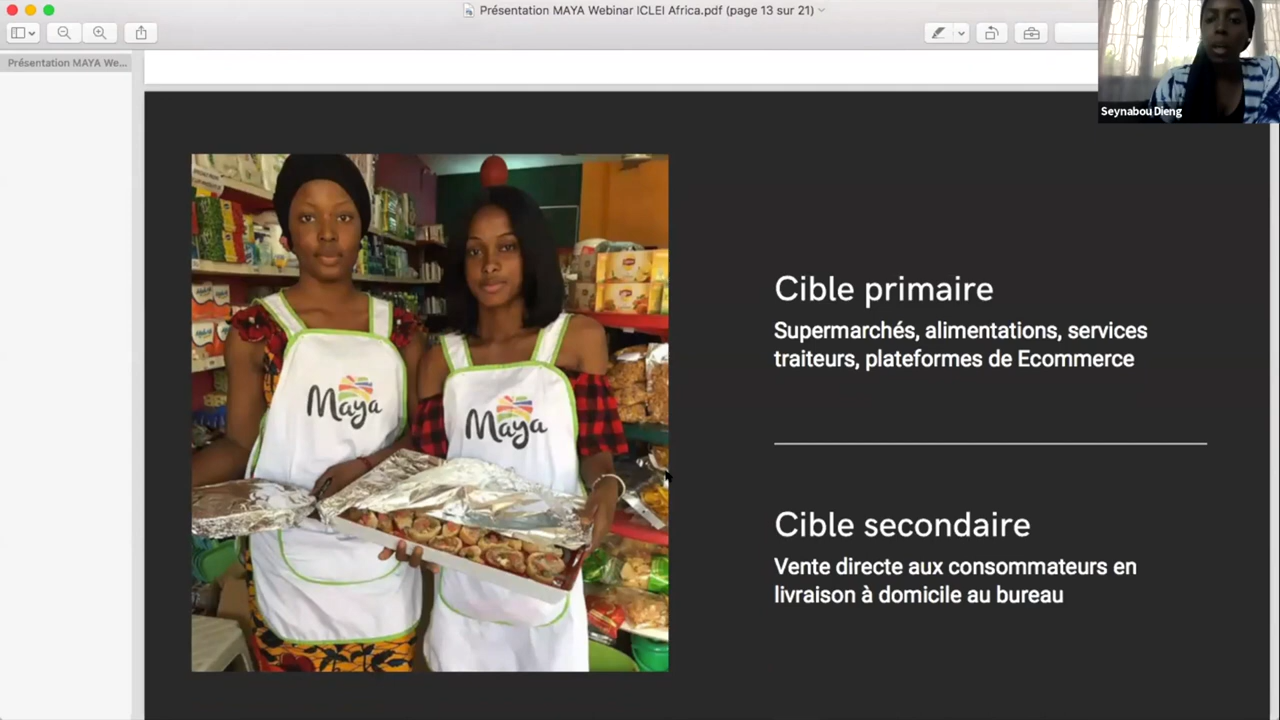 Présentation MAYA Webinar ICLEI Africa.pdf (page 13 sur 21)
Présentation MAYA We...
Seynabou Dieng
Maya
Maya
Cible primaire
Supermarchés, alimentations, services
traiteurs, plateformes de Ecommerce
Cible secondaire
Vente directe aux consommateurs en
livraison à domicile au bureau